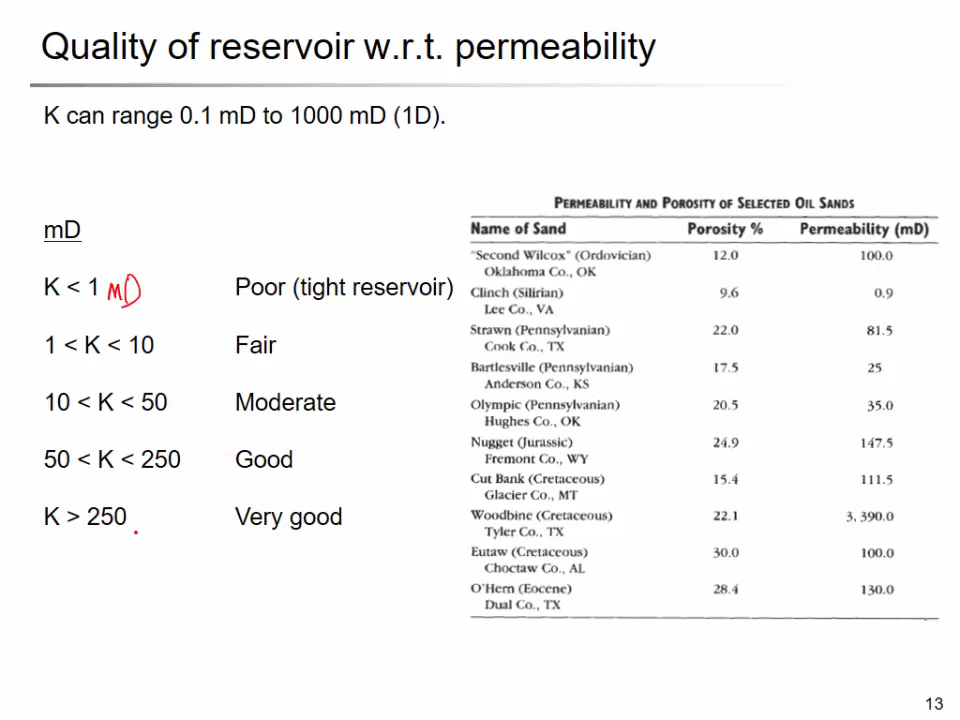 Quality of reservoir w.r.t. permeability
K can range 0.1 mD to 1000 mD (1D).
mD
K < 1 MD Poor (tight reservoir)
1 < K < 10 Fair
10 < K < 50 Moderate
50 < K < 250 Good
K > 250 Very good
PERMEABILITY AND POROSITY OF SELECTED OIL SANDS
Name of Sand Porosity % Permeability (mD)
"Second Wilcox" (Ordovician) 12.0 100.0
Oklahoma Co., OK
Clinch (Silirian) 9.6 0.9
Lee Co., VA
Strawn (Pennsylvanian) 22.0 81.5
Cook Co., TX
Bartlesville (Pennsylvanian) 17.5 25
Anderson Co., KS
Olympic (Pennsylvanian) 20.5 35.0
Hughes Co., OK
Nugget (Jurassic) 24.9 147.5
Fremont Co., WY
Cut Bank (Cretaceous) 15.4 111.5
Glacier Co., MT
Woodbine (Cretaceous) 22.1 3,390.0
Tyler Co., TX
Eutaw (Cretaceous) 30.0 100.0
Choctaw Co., AL
O'Hern (Eocene) 28.4 130.0
Dual Co., TX
13